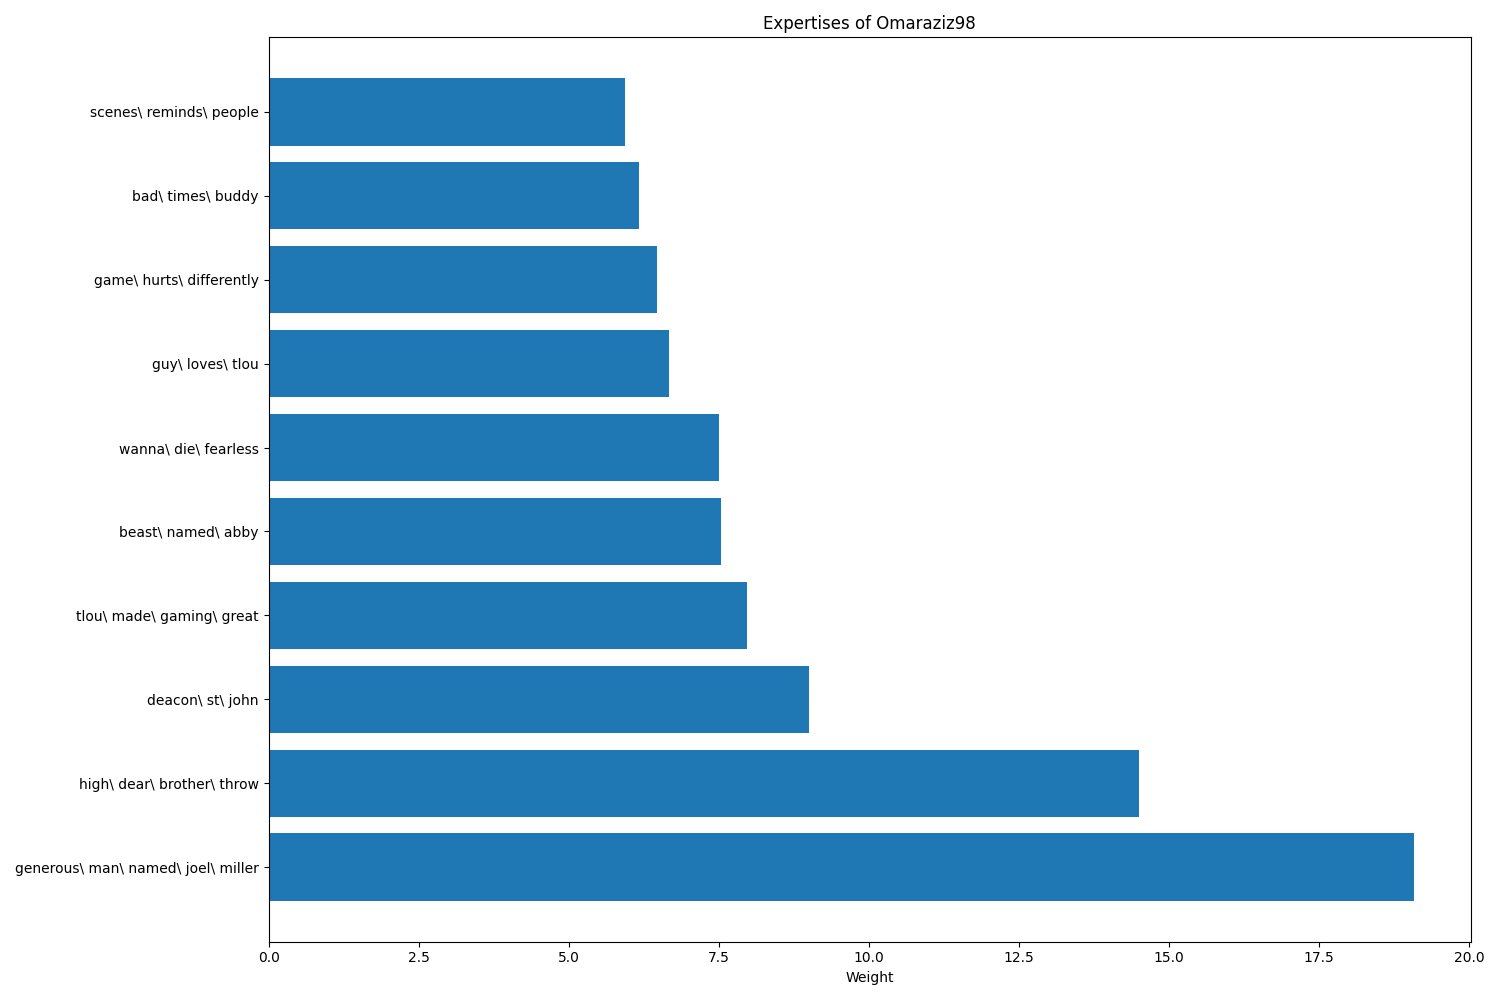 Expertises of Omaraziz98
scenes\ reminds\ people
bad\ times\ buddy
game\ hurts\ differently
guy\ loves\ tlou
wanna\ die\ fearless
beast\ named\ abby
tlou\ made\ gaming\ great
deacon\ st\ john
high\ dear\ brother\ throw
generous\ man\ named\ joel\ miller
0.0 2.5 5.0 7.5 10.0 12.5 15.0 17.5 20.0
Weight